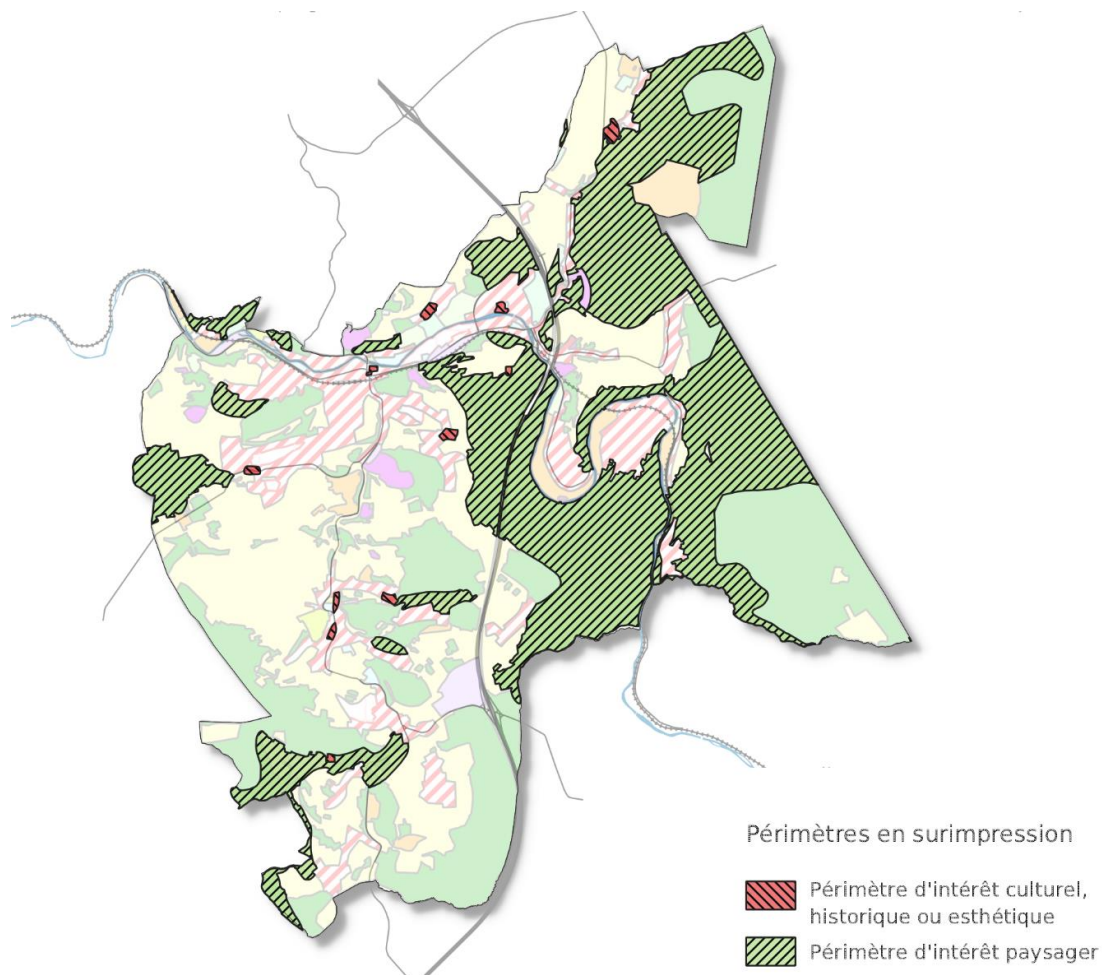 Périmètres en surimpression
Périmètre d'intérêt culturel,
historique ou esthétique
Périmètre d'intérêt paysager